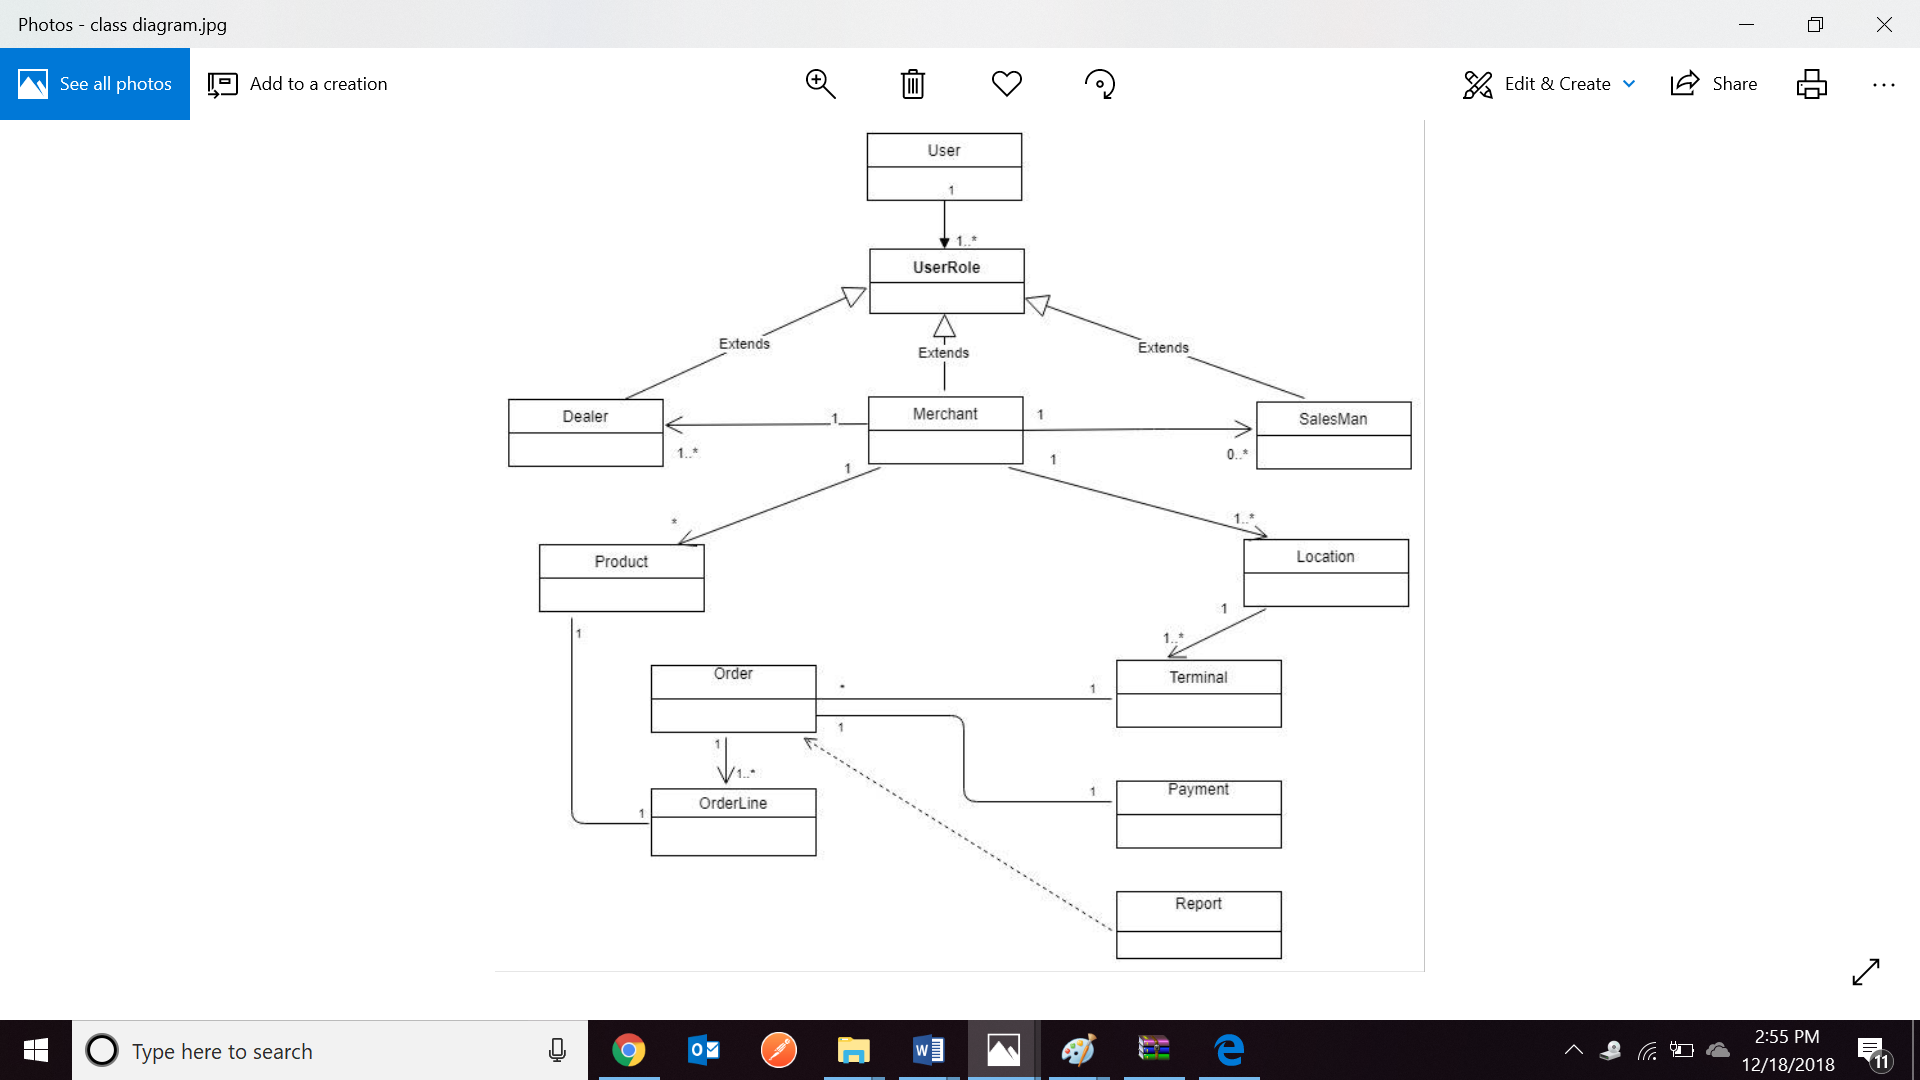 Photos - class diagram.jpg
See all photos
Add to a creation
Edit & Create
Share
User
1
1..*
UserRole
Extends
Extends
Extends
Dealer
1
1..*
Merchant
1
0..*
SalesMan
1
*
1
1..*
Product
Location
1
1..*
1
Order
*
1
Terminal
1
1
Payment
1
1..*
OrderLine
1
Report
Type here to search
2:55 PM
12/18/2018
11